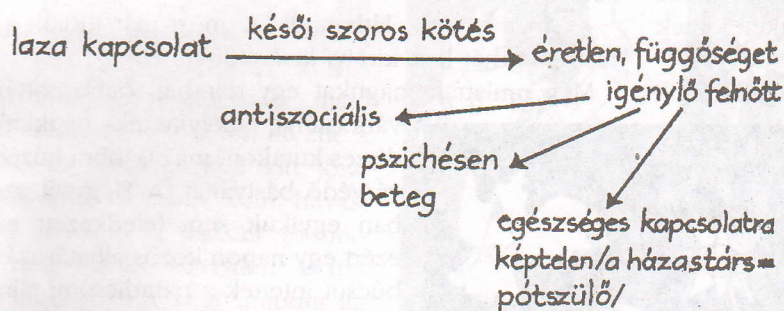 laza kapcsolat
késői szoros kötés
éretlen, függőséget
igénylő felnőtt
antiszociális
pszichésen
beteg
egészséges kapcsolatra
képtelen/a házastárs=
pótszülő/